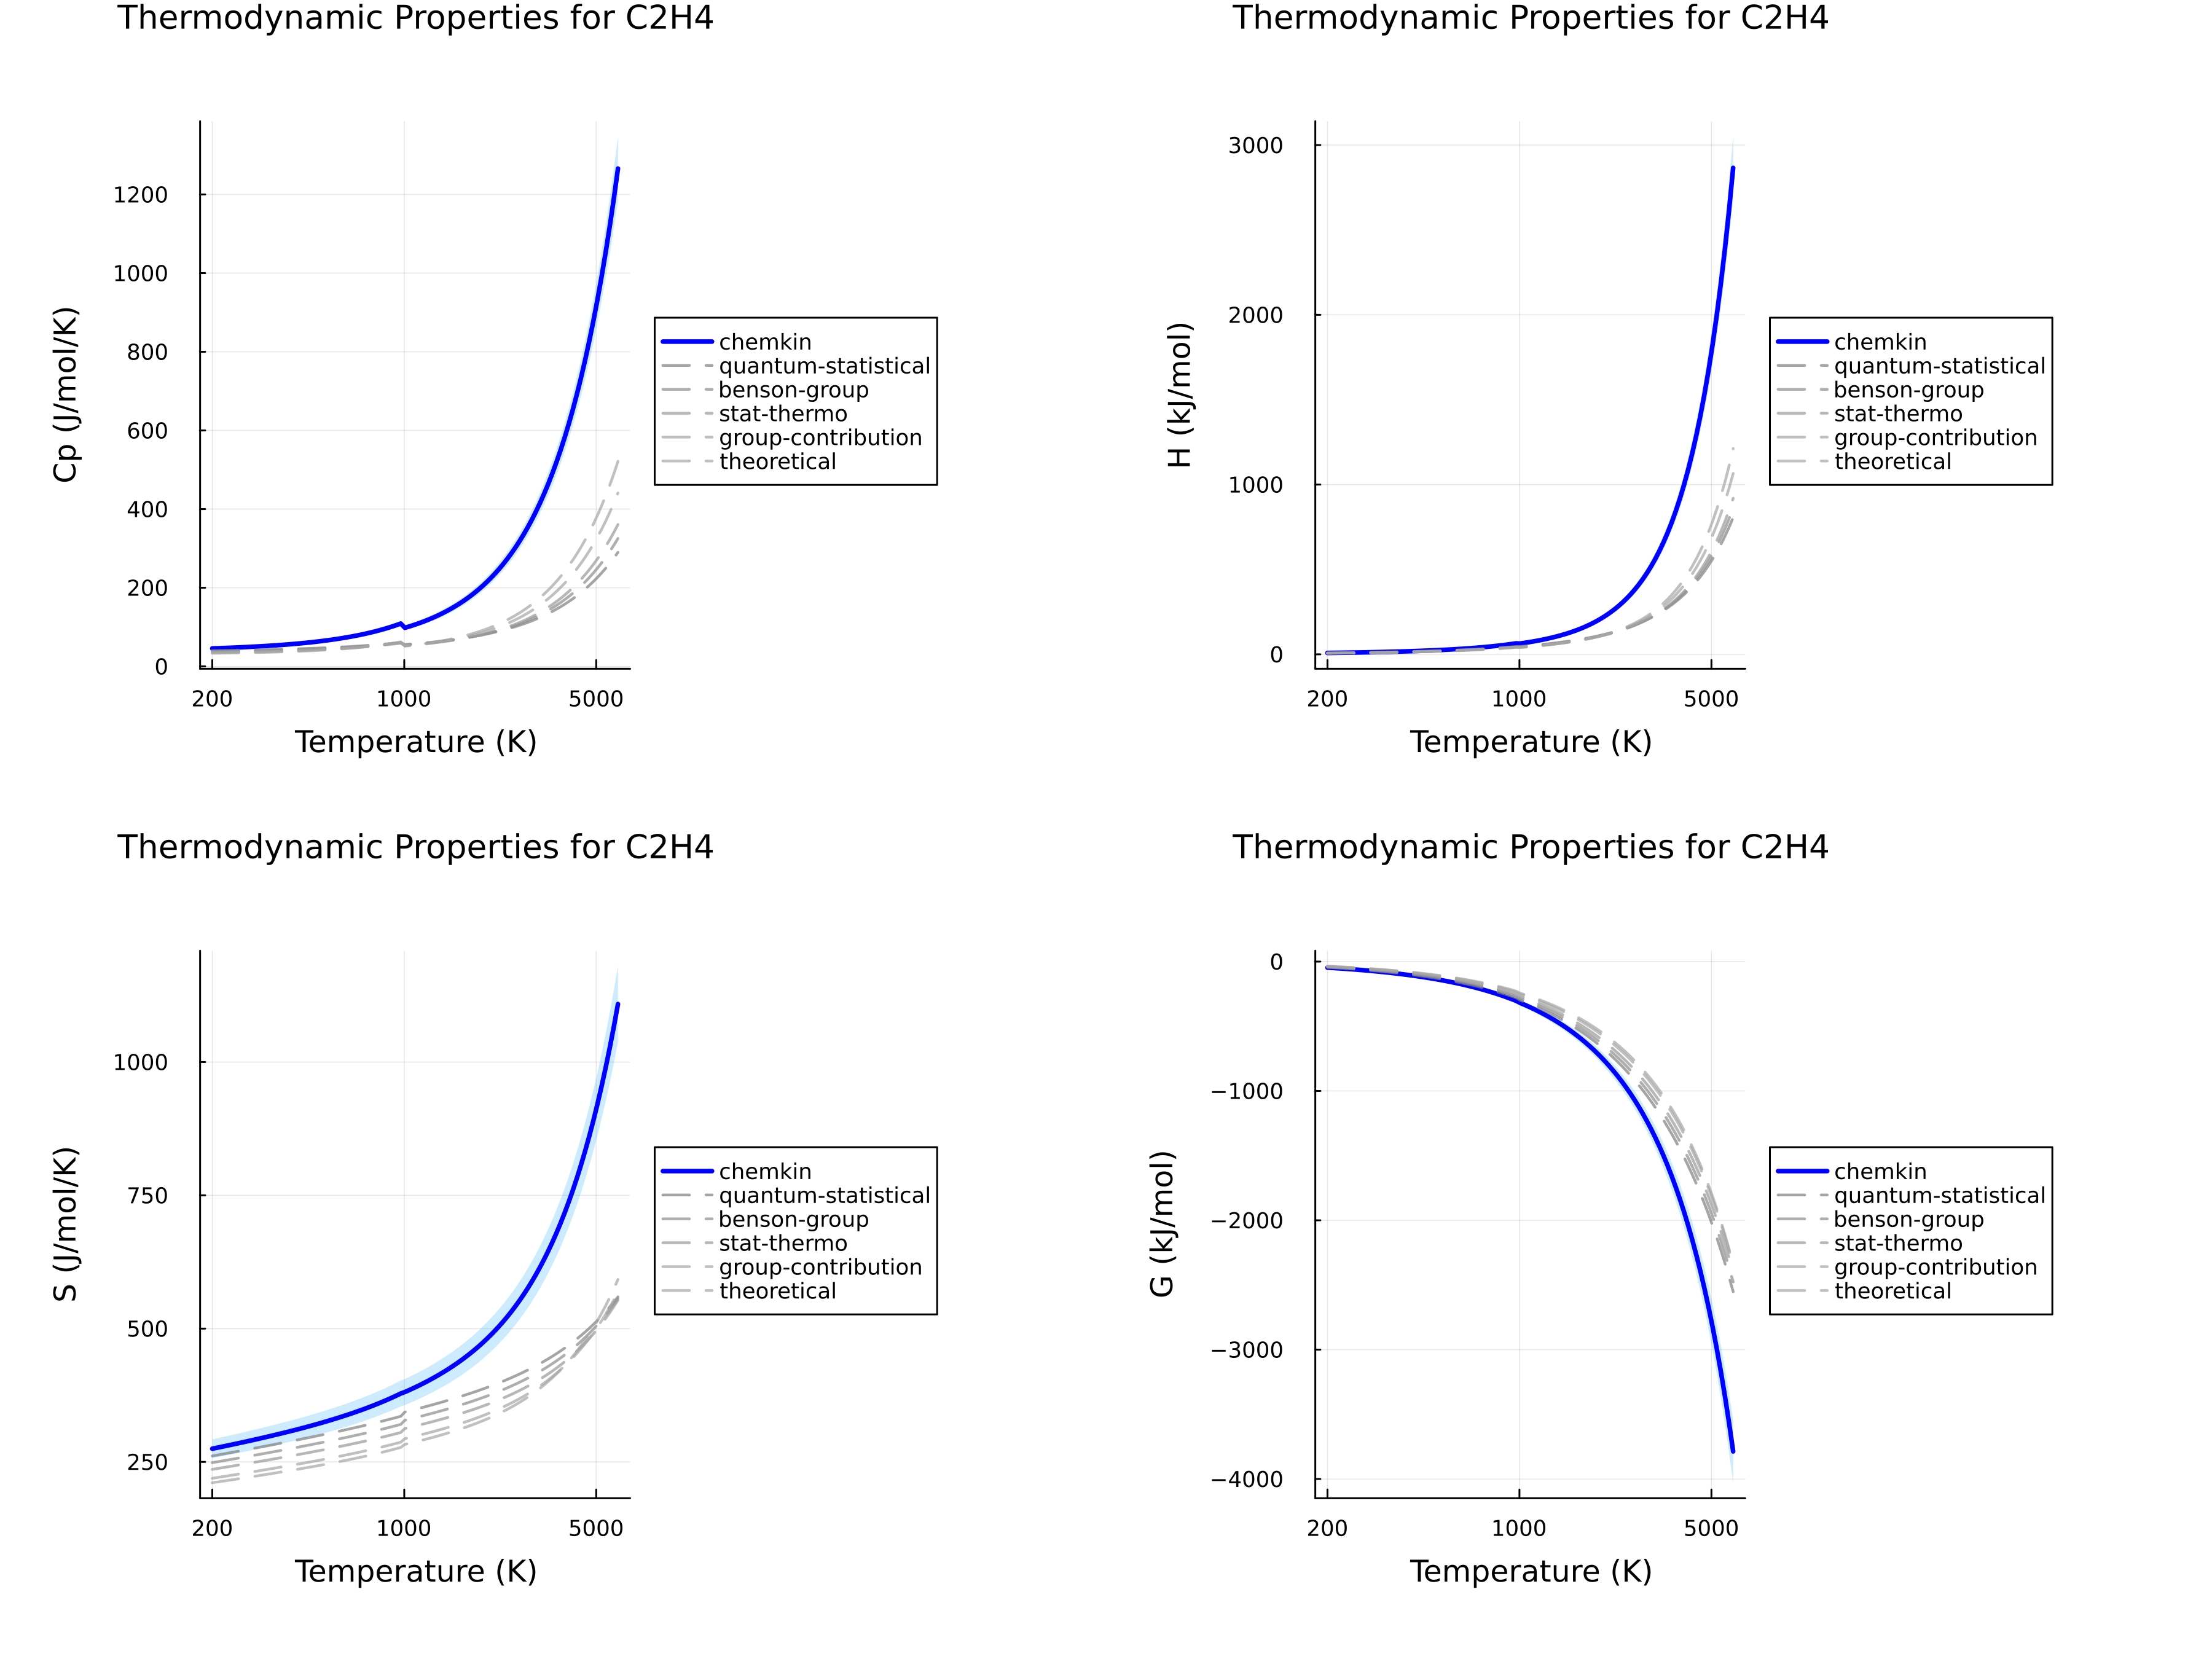 Thermodynamic Properties for C2H4
Cp (J/mol/K)
1200
1000
800
600
400
200
0
200
1000
5000
Temperature (K)
chemkin
quantum-statistical
benson-group
stat-thermo
group-contribution
theoretical
Thermodynamic Properties for C2H4
H (kJ/mol)
3000
2000
1000
0
200
1000
5000
Temperature (K)
chemkin
quantum-statistical
benson-group
stat-thermo
group-contribution
theoretical
Thermodynamic Properties for C2H4
S (J/mol/K)
1000
750
500
250
200
1000
5000
Temperature (K)
chemkin
quantum-statistical
benson-group
stat-thermo
group-contribution
theoretical
Thermodynamic Properties for C2H4
G (kJ/mol)
0
−1000
−2000
−3000
−4000
200
1000
5000
Temperature (K)
chemkin
quantum-statistical
benson-group
stat-thermo
group-contribution
theoretical